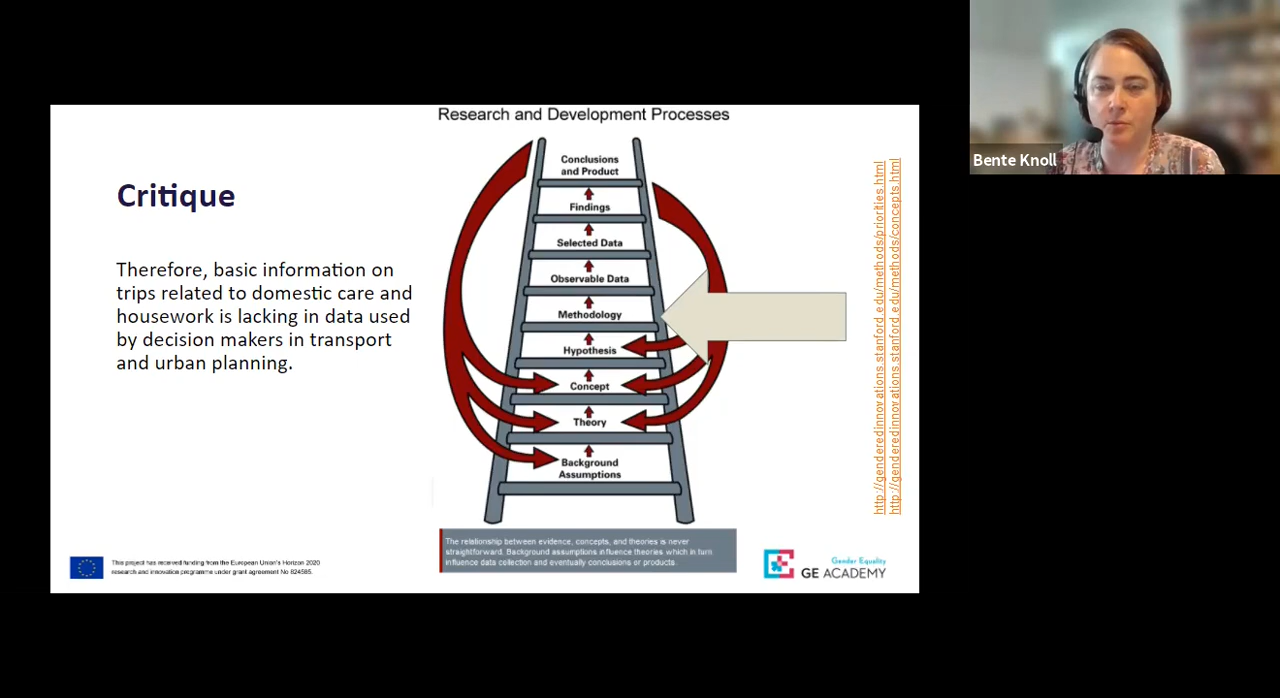 Research and Development Processes
Critique
Therefore, basic information on
trips related to domestic care and
housework is lacking in data used
by decision makers in transport
and urban planning.
Conclusions
and Product
Findings
Selected Data
Observable Data
Methodology
Hypothesis
Concept
Theory
Background
Assumptions
The relationship between evidence, concepts, and theories is never
straightforward. Background assumptions influence theories which in turn
influence data collection and eventually conclusions or products.
http://genderedinnovations.stanford.edu/methods/priorities.html
http://genderedinnovations.stanford.edu/methods/concepts.html
This project has received funding from the European Union's Horizon 2020
research and innovation programme under grant agreement No 824585.
Gender Equality
GE ACADEMY
Bente Knoll